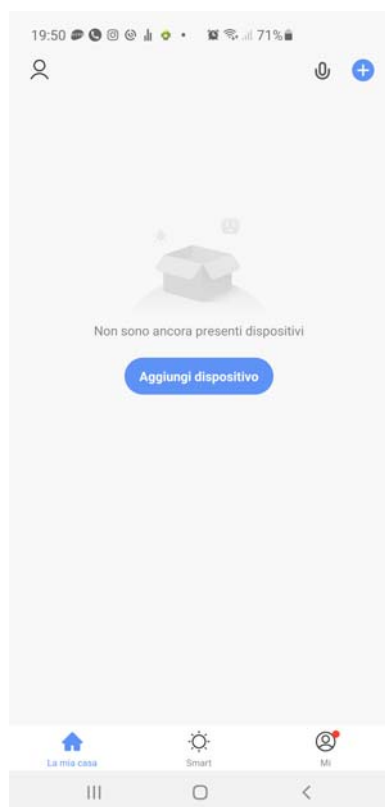 19:50 71%
Non sono ancora presenti dispositivi
Aggiungi dispositivo
La mia casa
Smart
Mi